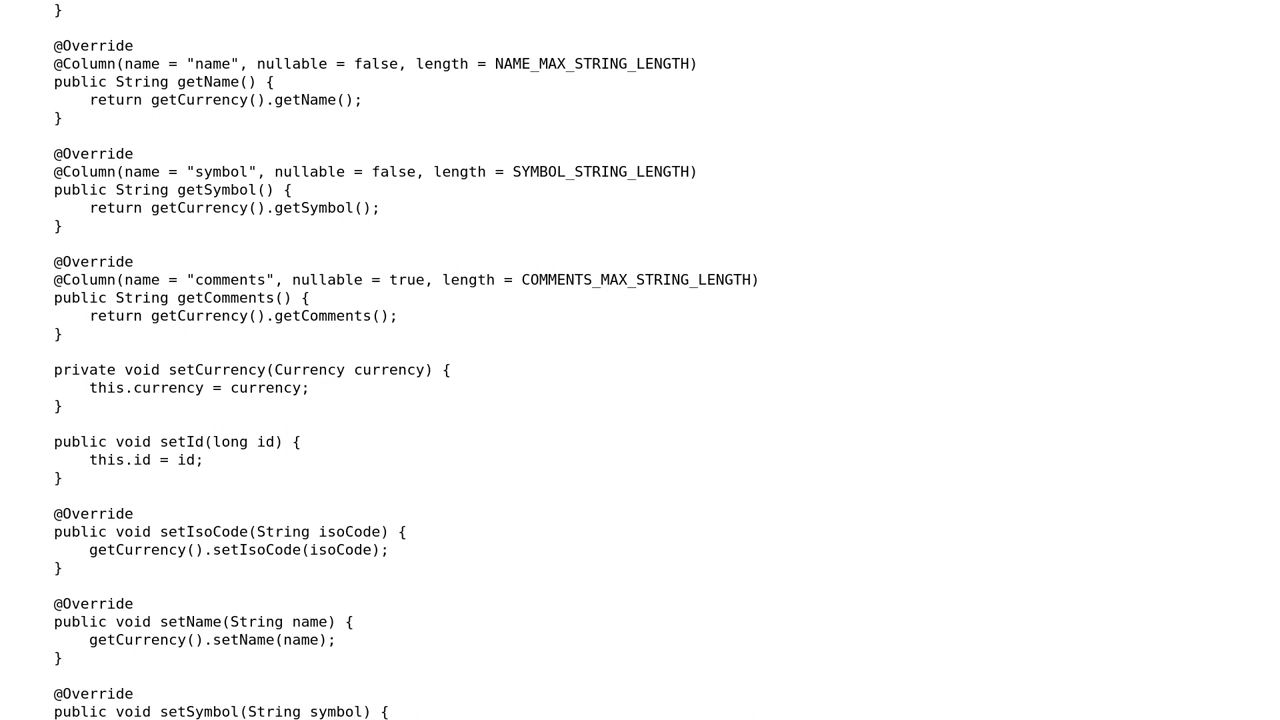 }

    @Override
    @Column(name = "name", nullable = false, length = NAME_MAX_STRING_LENGTH)
    public String getName() {
        return getCurrency().getName();
    }

    @Override
    @Column(name = "symbol", nullable = false, length = SYMBOL_STRING_LENGTH)
    public String getSymbol() {
        return getCurrency().getSymbol();
    }

    @Override
    @Column(name = "comments", nullable = true, length = COMMENTS_MAX_STRING_LENGTH)
    public String getComments() {
        return getCurrency().getComments();
    }

    private void setCurrency(Currency currency) {
        this.currency = currency;
    }

    public void setId(long id) {
        this.id = id;
    }

    @Override
    public void setIsoCode(String isoCode) {
        getCurrency().setIsoCode(isoCode);
    }

    @Override
    public void setName(String name) {
        getCurrency().setName(name);
    }

    @Override
    public void setSymbol(String symbol) {